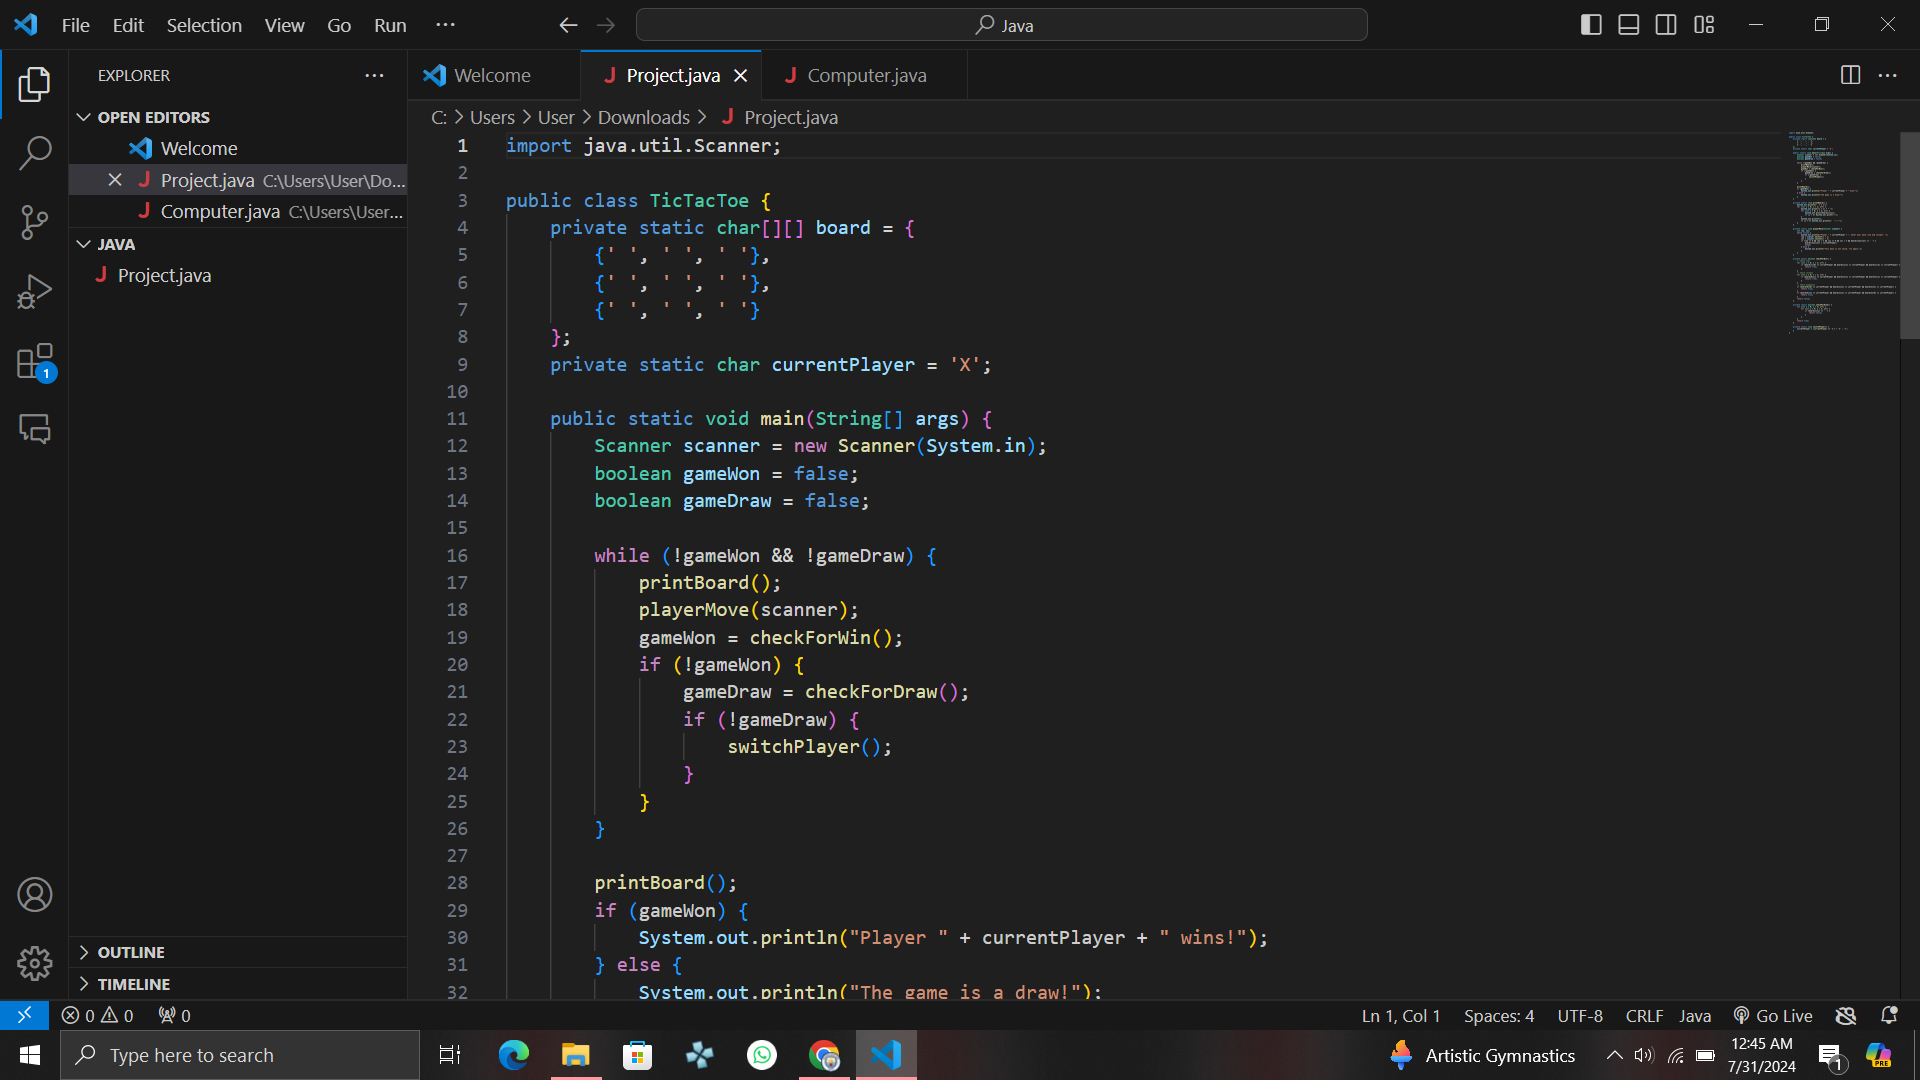 File Edit Selection View Go Run ···
Java
EXPLORER
OPEN EDITORS
Welcome
Project.java C:\Users\User\Do...
Computer.java C:\Users\User...
JAVA
Project.java
OUTLINE
TIMELINE
1
Welcome
Project.java
Computer.java
C: > Users > User > Downloads > Project.java
1 import java.util.Scanner;
2
3 public class TicTacToe {
4     private static char[][] board = {
5         {' ', ' ', ' '},
6         {' ', ' ', ' '},
7         {' ', ' ', ' '}
8     };
9     private static char currentPlayer = 'X';
10
11     public static void main(String[] args) {
12         Scanner scanner = new Scanner(System.in);
13         boolean gameWon = false;
14         boolean gameDraw = false;
15
16         while (!gameWon && !gameDraw) {
17             printBoard();
18             playerMove(scanner);
19             gameWon = checkForWin();
20             if (!gameWon) {
21                 gameDraw = checkForDraw();
22                 if (!gameDraw) {
23                     switchPlayer();
24                 }
25             }
26         }
27
28         printBoard();
29         if (gameWon) {
30             System.out.println("Player " + currentPlayer + " wins!");
31         } else {
32             System.out.println("The game is a draw!");
0 0 0
Ln 1, Col 1 Spaces: 4 UTF-8 CRLF Java Go Live
Type here to search
Artistic Gymnastics
12:45 AM
7/31/2024
1
PRE